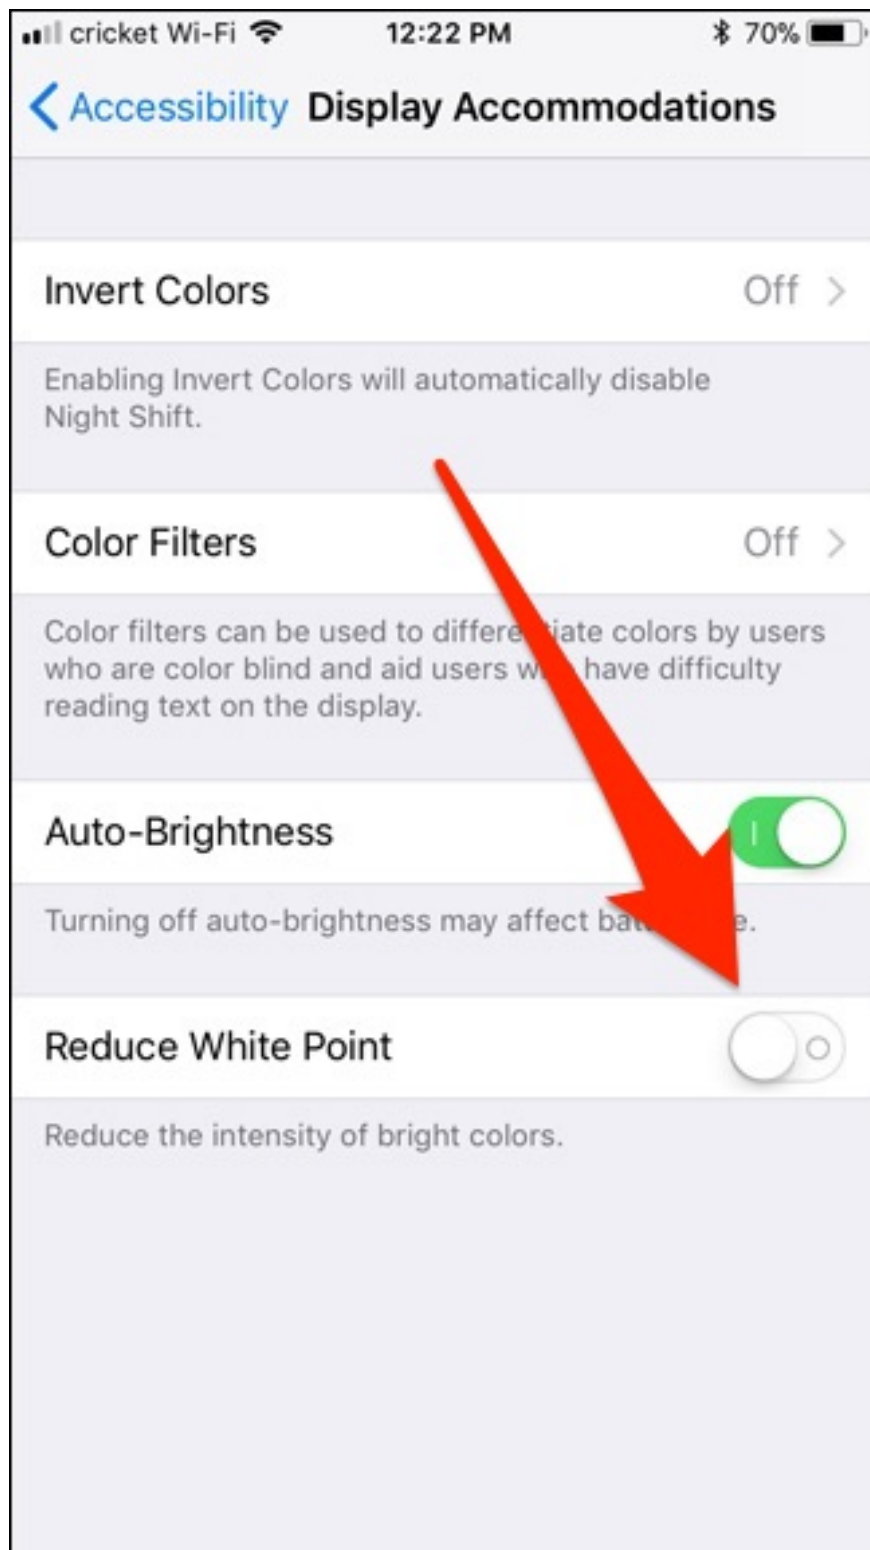 cricket Wi-Fi 12:22 PM 70%
Accessibility Display Accommodations
Invert Colors Off
Enabling Invert Colors will automatically disable
Night Shift.
Color Filters Off
Color filters can be used to colors by users
who are color blind and aid users have difficulty
reading text on the display.
Auto-Brightness
Turning off auto-brightness may affect
Reduce White Point
Reduce the intensity of bright colors.